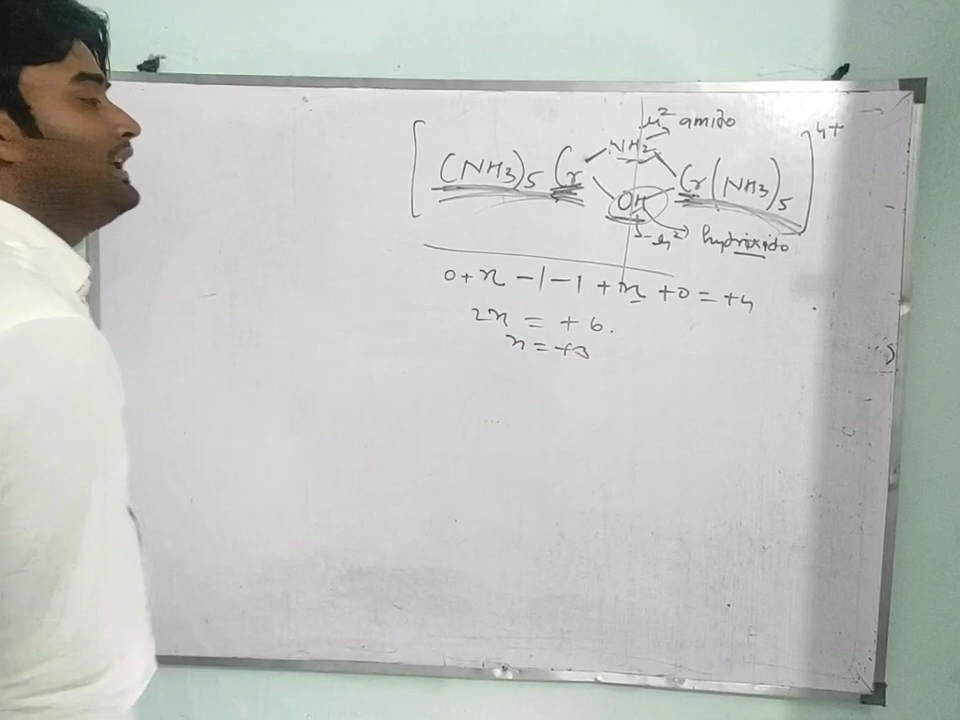 μ² amido
[ (NH3)5 Cr NH2 OH Cr (NH3)5 ]4+
hydroxido
0 + x - 1 - 1 + x + 0 = +4
2x = + 6.
x = +3